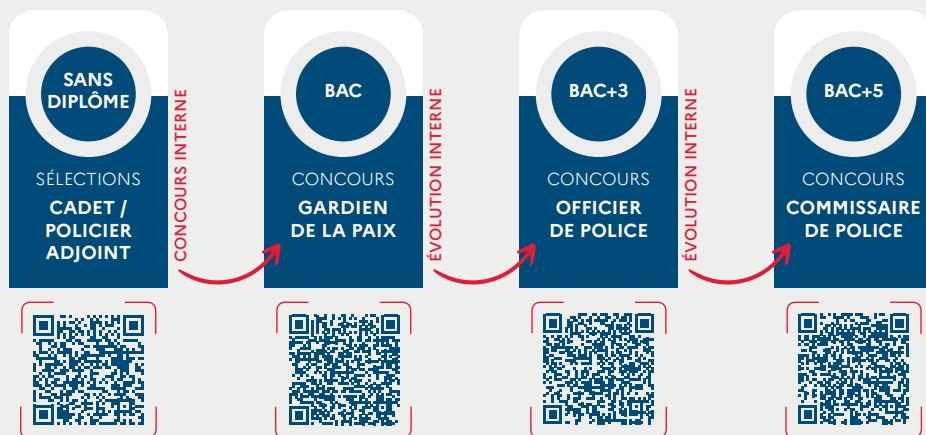 SANS
DIPLÔME
SÉLECTIONS
CADET /
POLICIER
ADJOINT
CONCOURS INTERNE
BAC
CONCOURS
GARDIEN
DE LA PAIX
ÉVOLUTION INTERNE
BAC+3
CONCOURS
OFFICIER
DE POLICE
ÉVOLUTION INTERNE
BAC+5
CONCOURS
COMMISSAIRE
DE POLICE